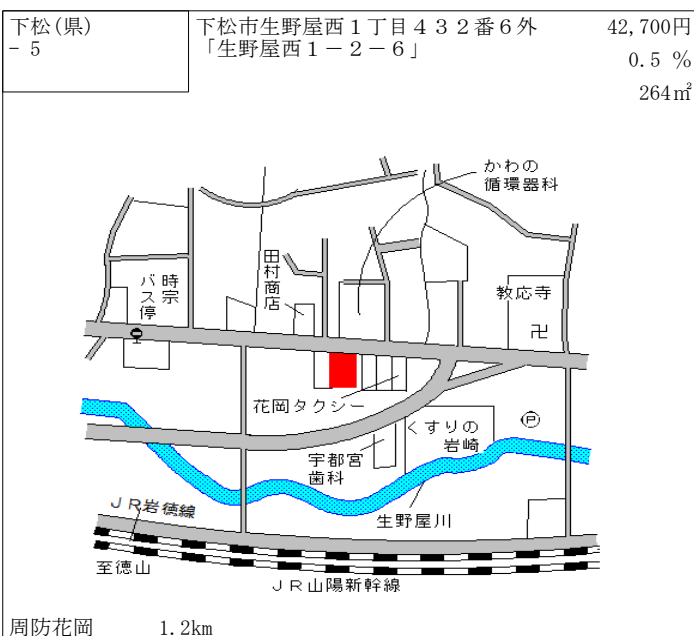 下松(県)
- 5
下松市生野屋西１丁目４３２番６外
「生野屋西１－２－６」
42,700円
0.5 %
264㎡
かわの
循環器科
田村商店
時宗
バス停
教応寺
卍
花岡タクシー
くすりの
岩崎
Ⓟ
宇都宮
歯科
生野屋川
ＪＲ岩徳線
至徳山
ＪＲ山陽新幹線
周防花岡 1.2km